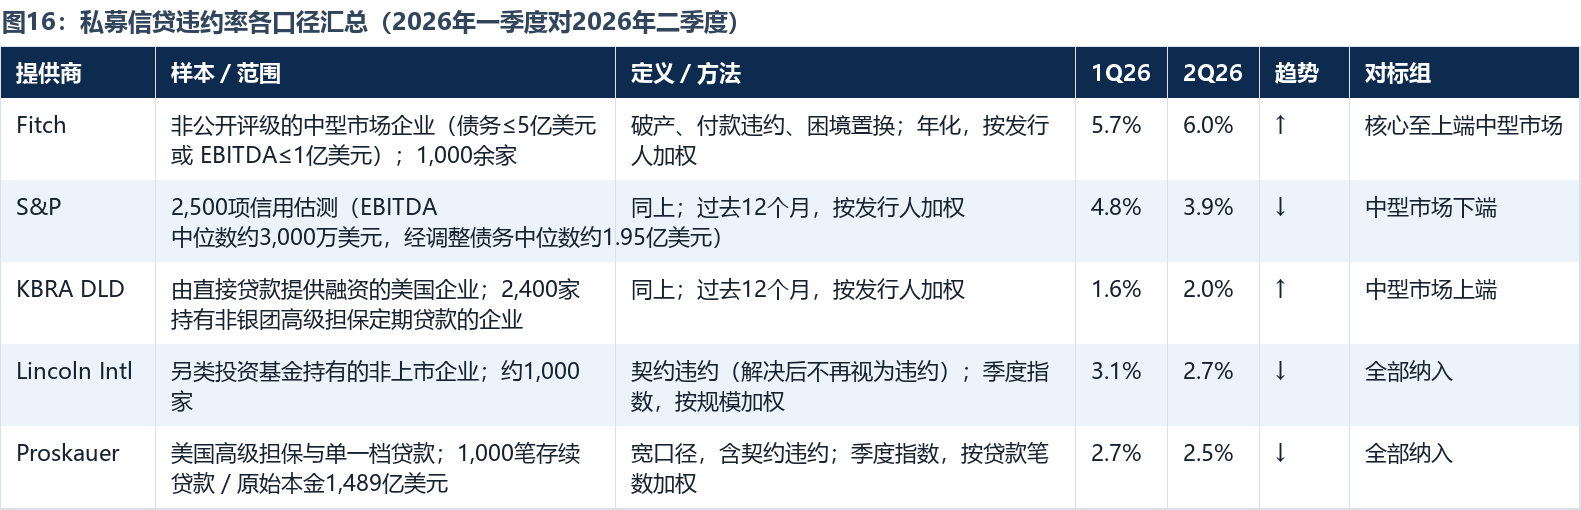 图16：私募信贷违约率各口径汇总（2026年一季度对2026年二季度）
提供商 样本 / 范围 定义 / 方法 1Q26 2Q26 趋势 对标组
Fitch 非公开评级的中型市场企业（债务≤5亿美元 破产、付款违约、困境置换；年化，按发行 5.7% 6.0% ↑ 核心至上端中型市场
或 EBITDA≤1亿美元）；1,000余家 人加权
S&P 2,500项信用估测（EBITDA 同上；过去12个月，按发行人加权 4.8% 3.9% ↓ 中型市场下端
中位数约3,000万美元，经调整债务中位数约1.95亿美元）
KBRA DLD 由直接贷款提供融资的美国企业；2,400家 同上；过去12个月，按发行人加权 1.6% 2.0% ↑ 中型市场上端
持有非银团高级担保定期贷款的企业
Lincoln Intl 另类投资基金持有的非上市企业；约1,000 契约违约（解决后不再视为违约）；季度指 3.1% 2.7% ↓ 全部纳入
家 数，按规模加权
Proskauer 美国高级担保与单一档贷款；1,000笔存续 宽口径，含契约违约；季度指数，按贷款笔 2.7% 2.5% ↓ 全部纳入
贷款 / 原始本金1,489亿美元 数加权